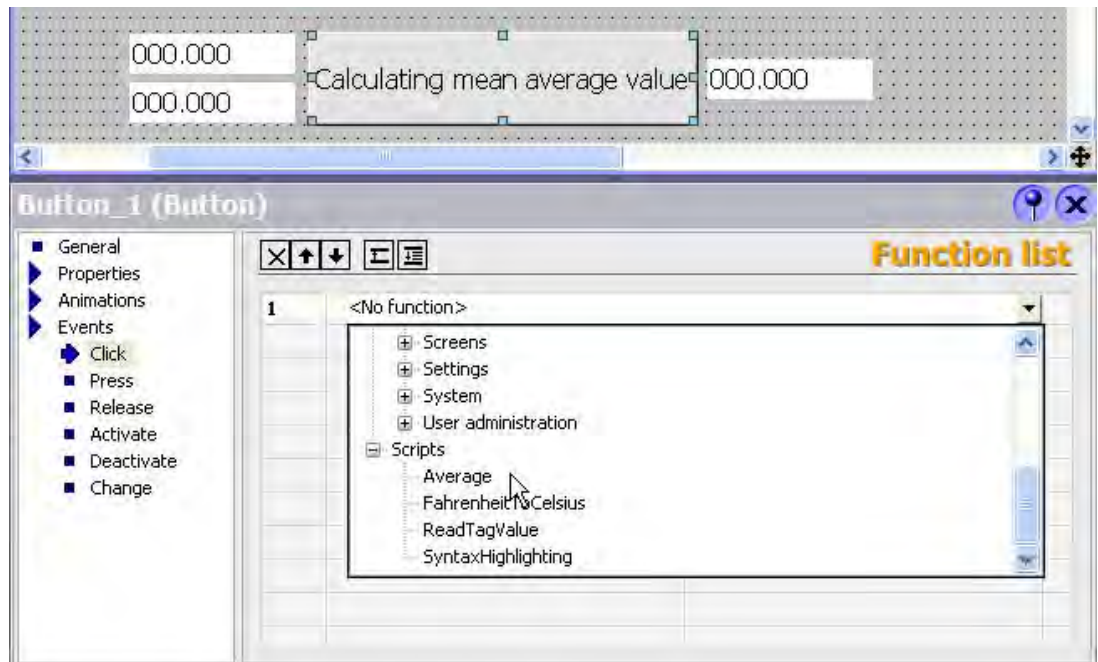 000.000
000.000
Calculating mean average value
000.000
Button_1 (Button)
General
Properties
Animations
Events
Click
Press
Release
Activate
Deactivate
Change
Function list
1 <No function>
Screens
Settings
System
User administration
Scripts
Average
FahrenheitToCelsius
ReadTagValue
SyntaxHighlighting